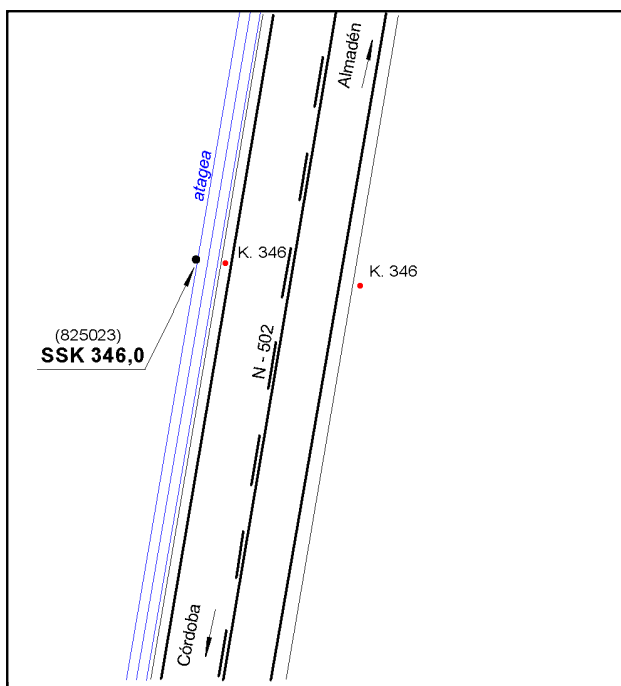 Almadén
atagea
K. 346
K. 346
(825023)
SSK 346,0
N - 502
Córdoba